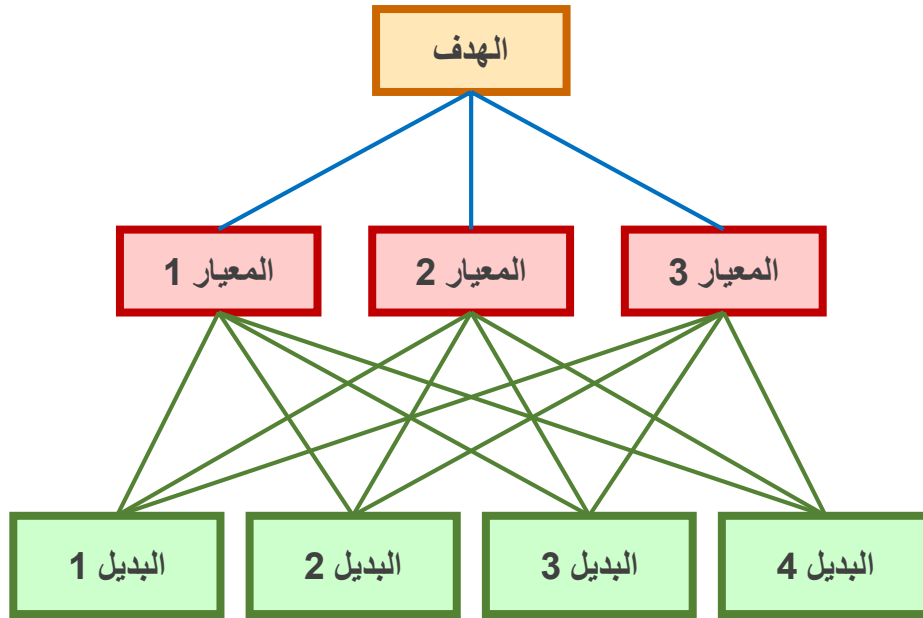 الهدف
المعيار 1
المعيار 2
المعيار 3
البديل 1
البديل 2
البديل 3
البديل 4